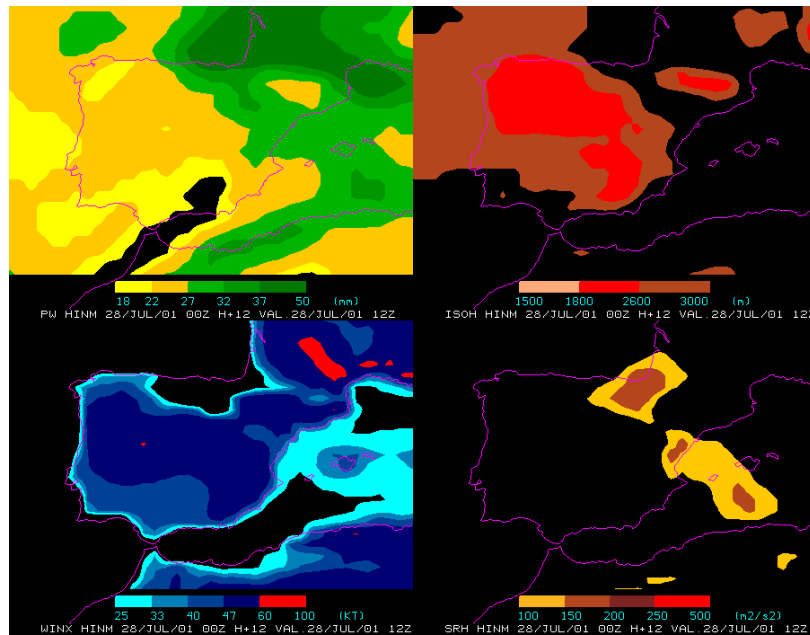 18 22 27 32 37 50 (mm)
PW HINM 28/JUL/01 00Z H+12 VAL.28/JUL/01 12Z
1500 1800 2600 3000 (m)
ISOH HINM 28/JUL/01 00Z H+12 VAL.28/JUL/01 12Z
25 33 40 47 60 100 (KT)
WINX HINM 28/JUL/01 00Z H+12 VAL.28/JUL/01 12Z
100 150 200 250 500 (m2/s2)
SRH HINM 28/JUL/01 00Z H+12 VAL.28/JUL/01 12Z